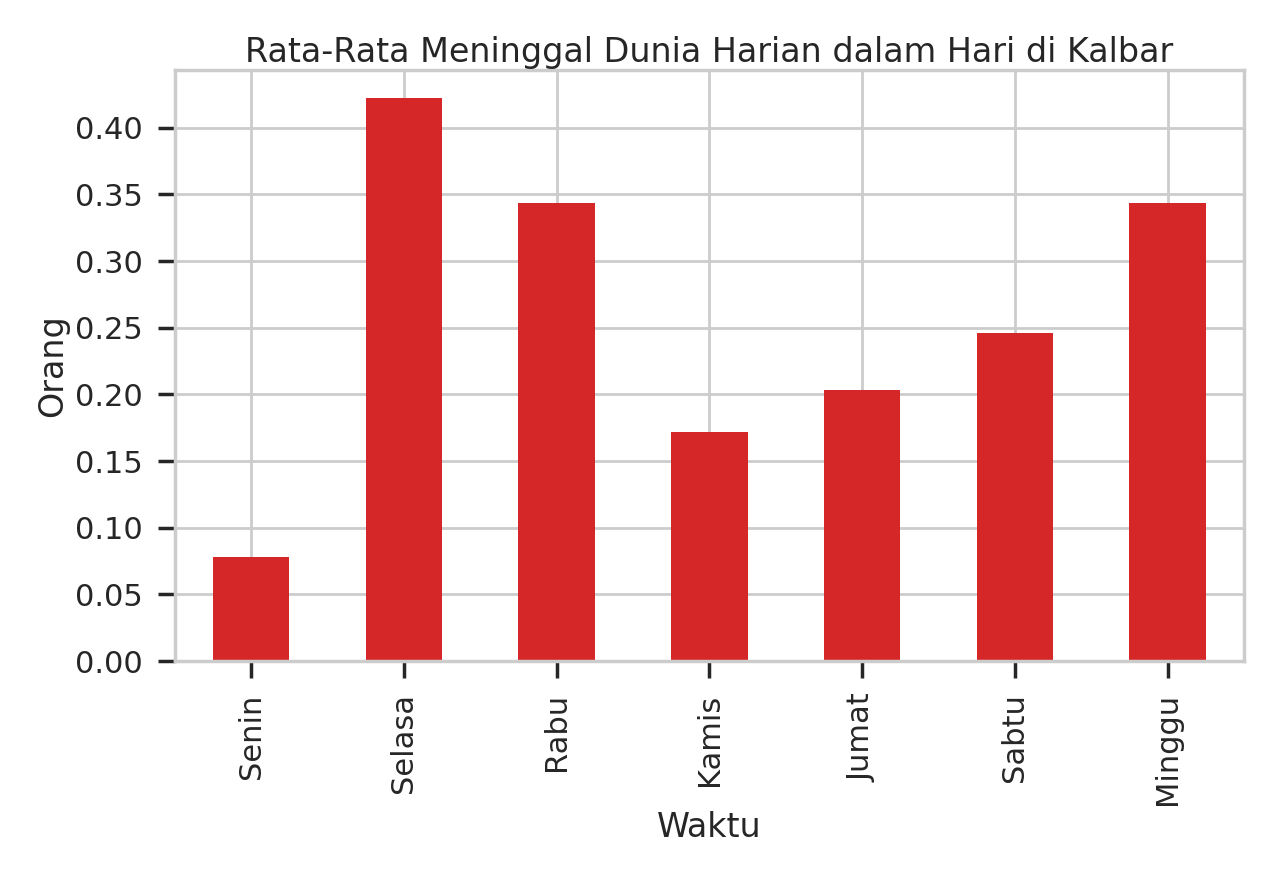 Rata-Rata Meninggal Dunia Harian dalam Hari di Kalbar
0.40
0.35
0.30
0.25
0.20
0.15
0.10
0.05
0.00
Orang
Senin
Selasa
Rabu
Kamis
Jumat
Sabtu
Minggu
Waktu